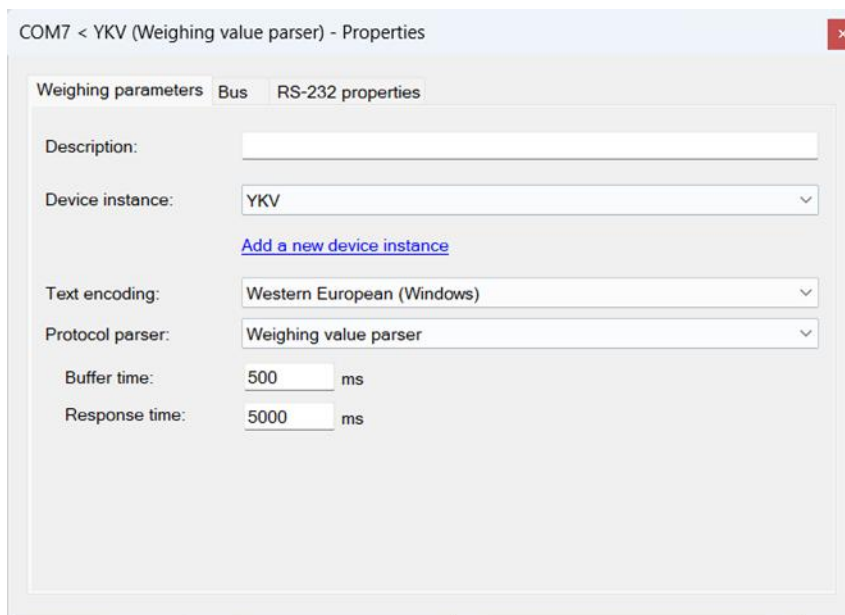 COM7 < YKV (Weighing value parser) - Properties
Weighing parameters Bus RS-232 properties
Description:
Device instance: YKV
Add a new device instance
Text encoding: Western European (Windows)
Protocol parser: Weighing value parser
Buffer time: 500 ms
Response time: 5000 ms